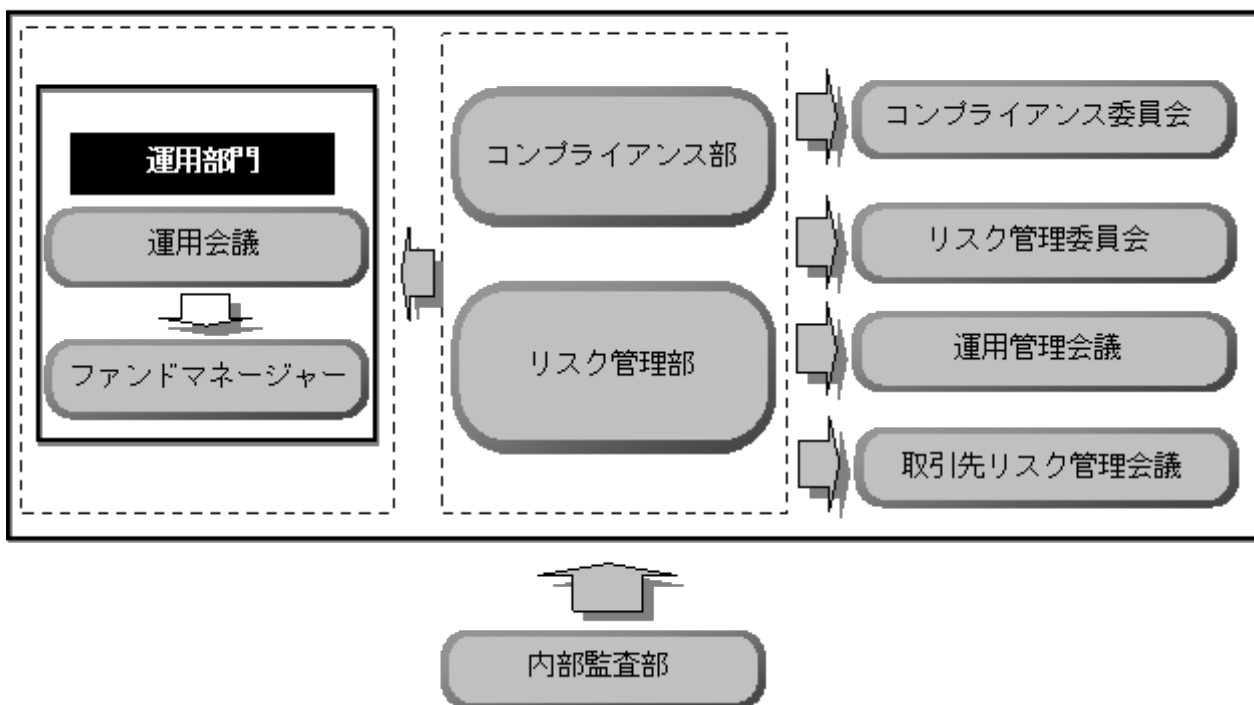 運用部門
運用会議
ファンドマネージャー
コンプライアンス部
リスク管理部
コンプライアンス委員会
リスク管理委員会
運用管理会議
取引先リスク管理会議
内部監査部